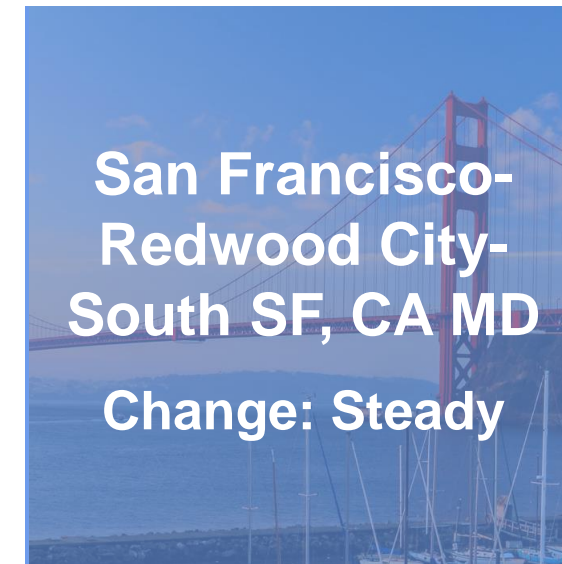 San Francisco-
Redwood City-
South SF, CA MD
Change: Steady